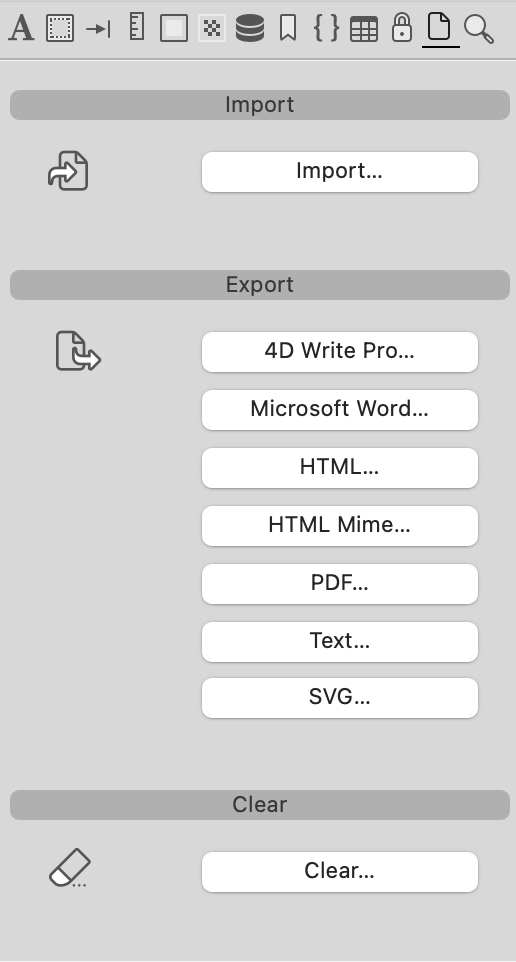 A
Import
Import...
Export
4D Write Pro...
Microsoft Word...
HTML...
HTML Mime...
PDF...
Text...
SVG...
Clear
Clear...